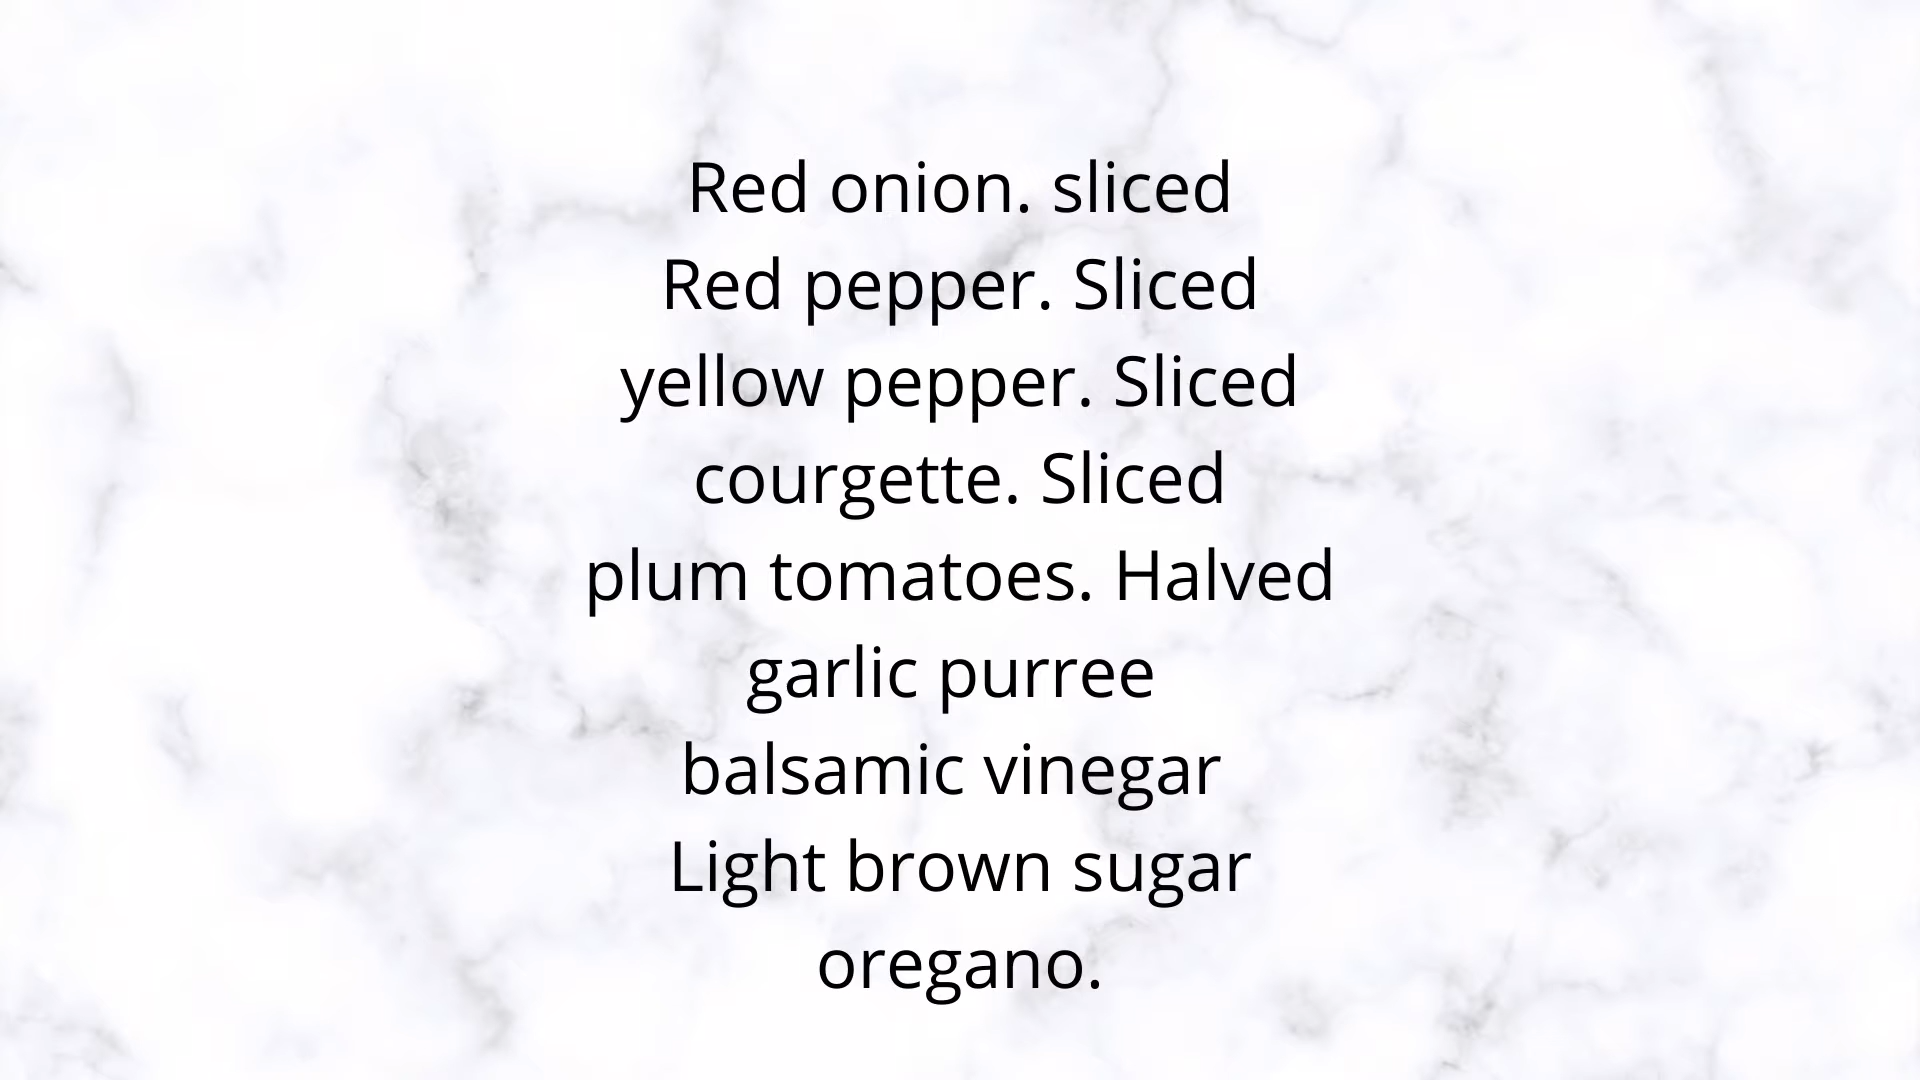 Red onion. sliced
Red pepper. Sliced
yellow pepper. Sliced
courgette. Sliced
plum tomatoes. Halved
garlic purree
balsamic vinegar
Light brown sugar
oregano.